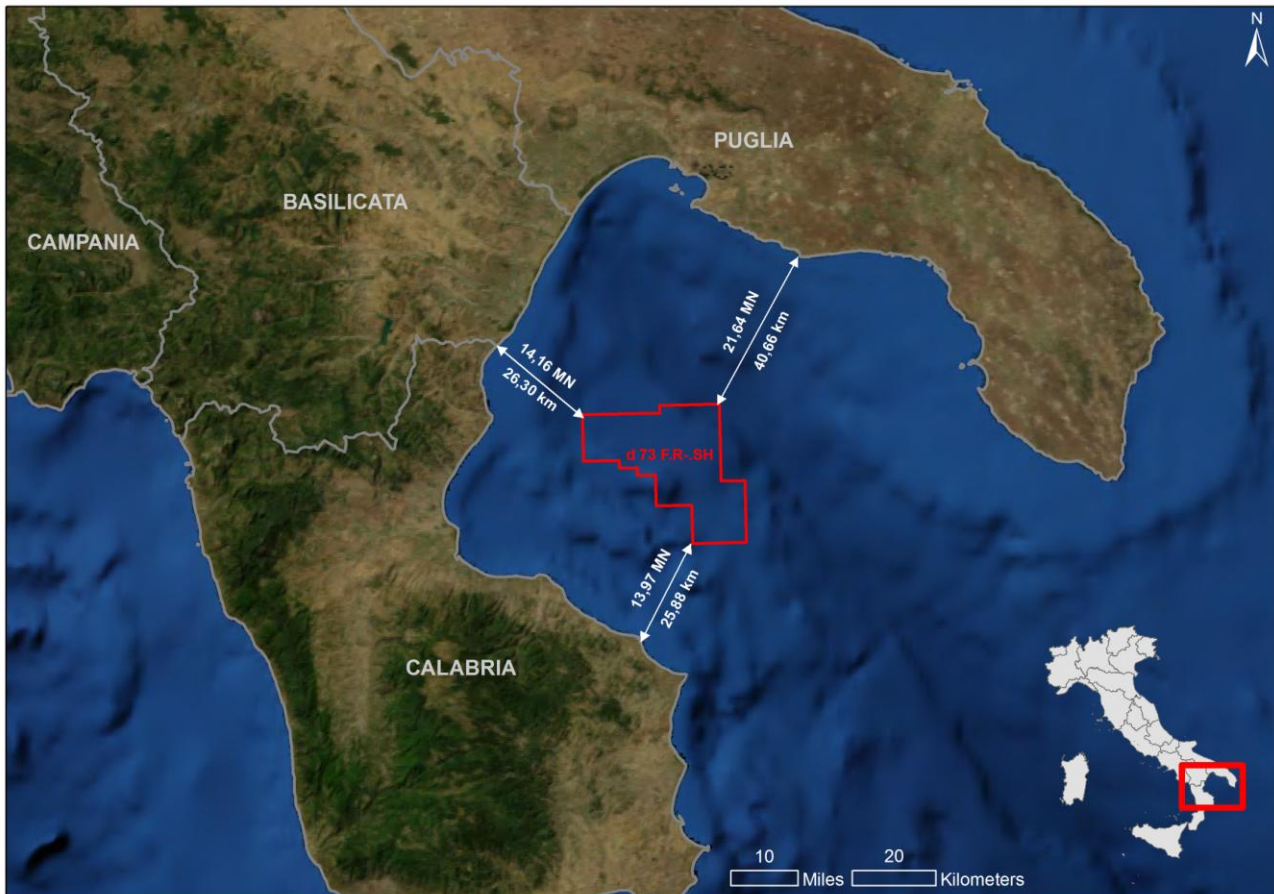 N
PUGLIA
BASILICATA
CAMPANIA
21,64 MN
40,66 km
14,16 MN
26,30 km
d 73 F.R-.SH
13,97 MN
25,88 km
CALABRIA
10
20
Miles
Kilometers